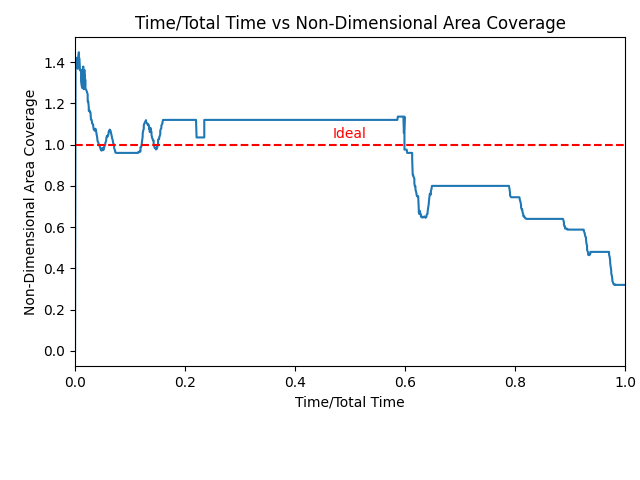 Time/Total Time vs Non-Dimensional Area Coverage
Non-Dimensional Area Coverage
1.4
1.2
1.0
0.8
0.6
0.4
0.2
0.0
Ideal
0.0 0.2 0.4 0.6 0.8 1.0
Time/Total Time